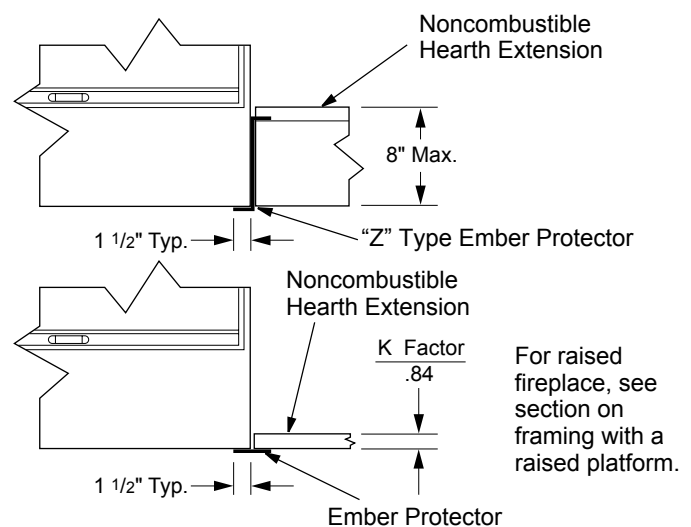 Noncombustible
Hearth Extension
8" Max.
1 1/2" Typ.
“Z” Type Ember Protector
Noncombustible
Hearth Extension
K Factor
.84
For raised
fireplace, see
section on
framing with a
raised platform.
1 1/2" Typ.
Ember Protector